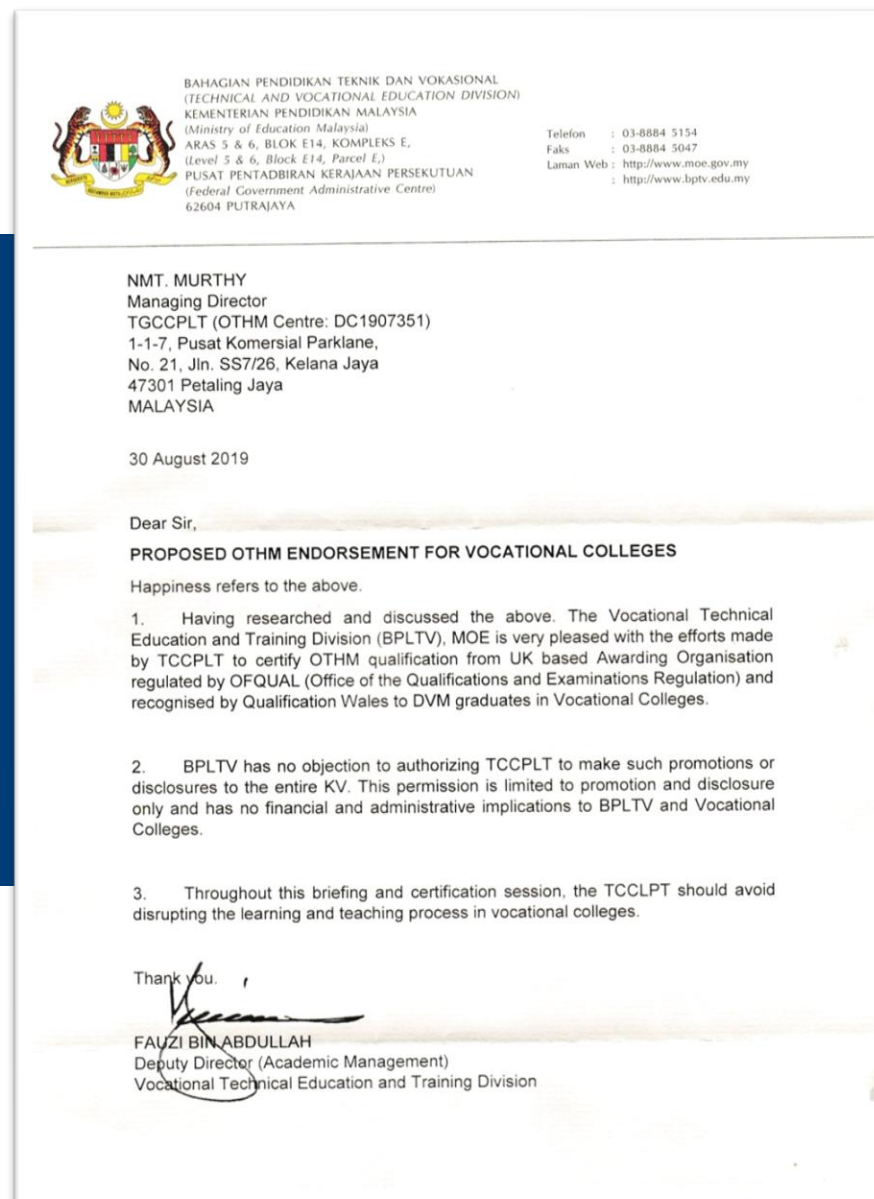 BAHAGIAN PENDIDIKAN TEKNIK DAN VOKASIONAL
(TECHNICAL AND VOCATIONAL EDUCATION DIVISION)
KEMENTERIAN PENDIDIKAN MALAYSIA
(Ministry of Education Malaysia)
ARAS 5 & 6, BLOK E14, KOMPLEKS E,
(Level 5 & 6, Block E14, Parcel E,)
PUSAT PENTADBIRAN KERAJAAN PERSEKUTUAN
(Federal Government Administrative Centre)
62604 PUTRAJAYA
Telefon : 03-8884 5154
Faks : 03-8884 5047
Laman Web : http://www.moe.gov.my
: http://www.bptv.edu.my
NMT. MURTHY
Managing Director
TGCCPLT (OTHM Centre: DC1907351)
1-1-7, Pusat Komersial Parklane,
No. 21, Jln. SS7/26, Kelana Jaya
47301 Petaling Jaya
MALAYSIA
30 August 2019
Dear Sir,
PROPOSED OTHM ENDORSEMENT FOR VOCATIONAL COLLEGES
Happiness refers to the above.
1. Having researched and discussed the above. The Vocational Technical
Education and Training Division (BPLTV), MOE is very pleased with the efforts made
by TCCPLT to certify OTHM qualification from UK based Awarding Organisation
regulated by OFQUAL (Office of the Qualifications and Examinations Regulation) and
recognised by Qualification Wales to DVM graduates in Vocational Colleges.
2. BPLTV has no objection to authorizing TCCPLT to make such promotions or
disclosures to the entire KV. This permission is limited to promotion and disclosure
only and has no financial and administrative implications to BPLTV and Vocational
Colleges.
3. Throughout this briefing and certification session, the TCCLPT should avoid
disrupting the learning and teaching process in vocational colleges.
Thank you.
FAUZI BIN ABDULLAH
Deputy Director (Academic Management)
Vocational Technical Education and Training Division